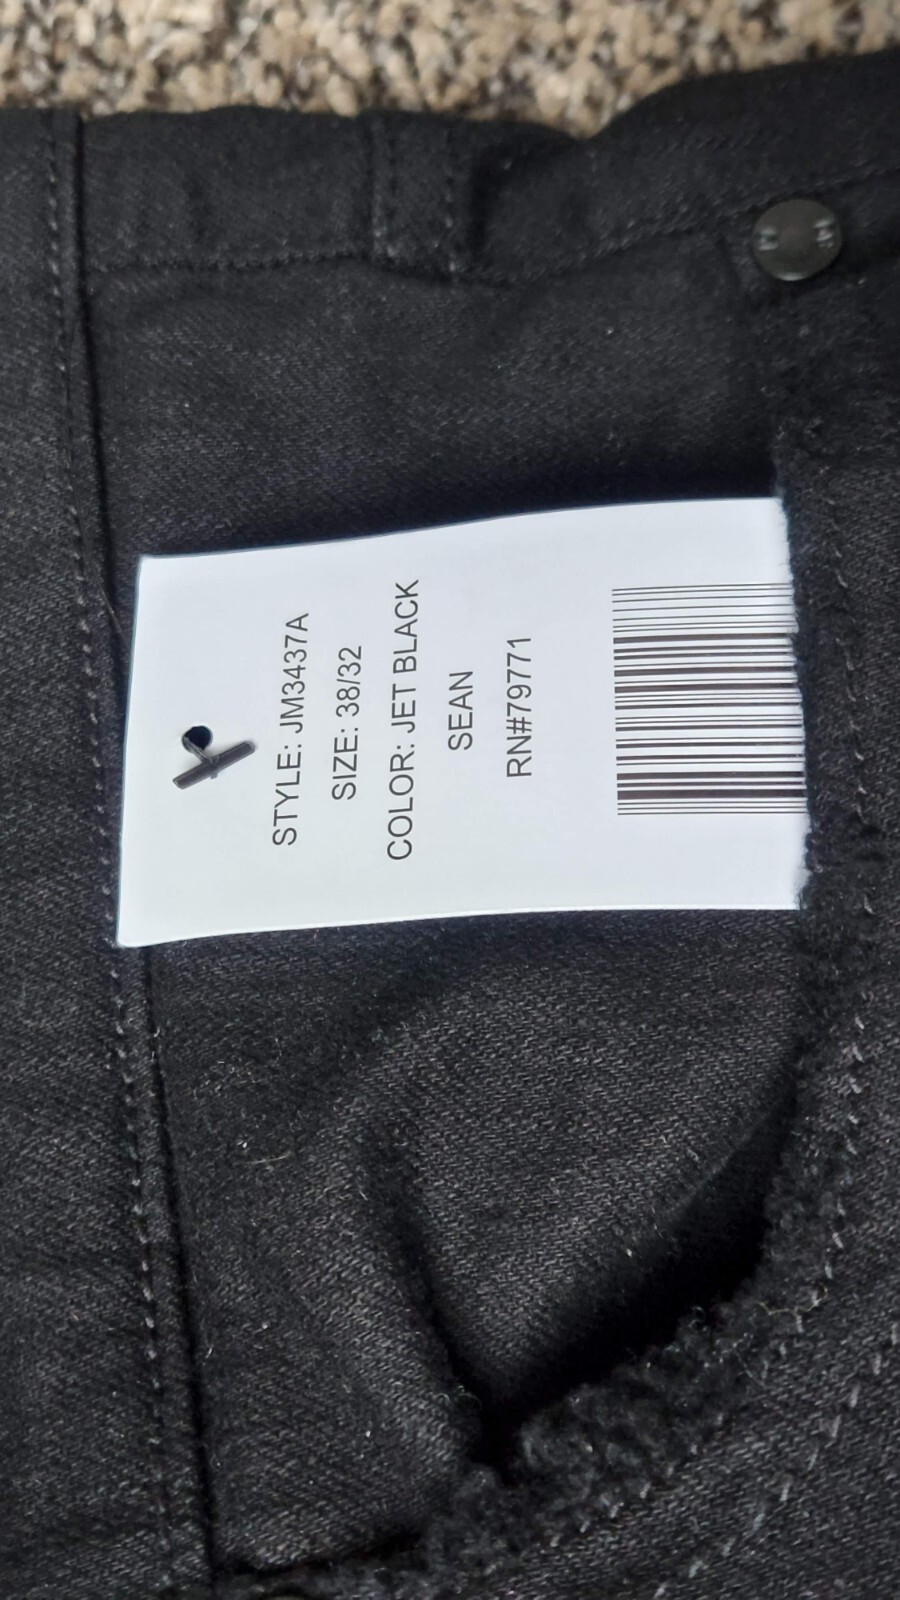 STYLE: JM3437A
SIZE: 38/32
COLOR: JET BLACK
SEAN
RN#79771